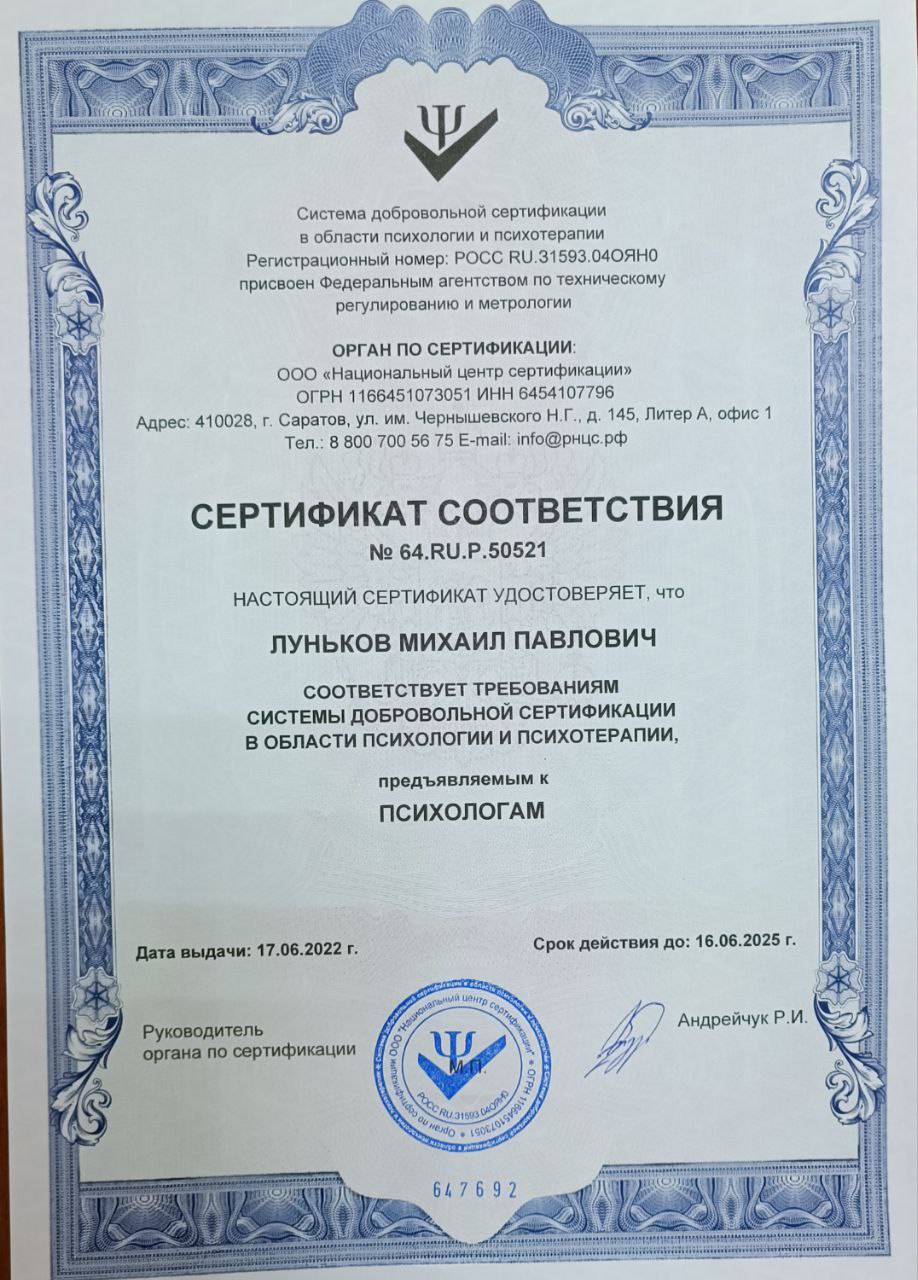 Система добровольной сертификации
в области психологии и психотерапии
Регистрационный номер: РОСС RU.31593.04ОЯН0
присвоен Федеральным агентством по техническому
регулированию и метрологии
ОРГАН ПО СЕРТИФИКАЦИИ:
ООО «Национальный центр сертификации»
ОГРН 1166451073051 ИНН 6454107796
Адрес: 410028, г. Саратов, ул. им. Чернышевского Н.Г., д. 145, Литер А, офис 1
Тел.: 8 800 700 56 75 E-mail: info@рнцс.рф
СЕРТИФИКАТ СООТВЕТСТВИЯ
№ 64.RU.P.50521
НАСТОЯЩИЙ СЕРТИФИКАТ УДОСТОВЕРЯЕТ, что
ЛУНЬКОВ МИХАИЛ ПАВЛОВИЧ
СООТВЕТСТВУЕТ ТРЕБОВАНИЯМ
СИСТЕМЫ ДОБРОВОЛЬНОЙ СЕРТИФИКАЦИИ
В ОБЛАСТИ ПСИХОЛОГИИ И ПСИХОТЕРАПИИ,
предъявляемым к
ПСИХОЛОГАМ
Дата выдачи: 17.06.2022 г.
Срок действия до: 16.06.2025 г.
Руководитель
органа по сертификации
Андрейчук Р.И.
Орган по сертификации ООО "Национальный центр сертификации" * ОГРН 1166451073051 *
М.П.
РОСС RU.31593.04ОЯН0
647692